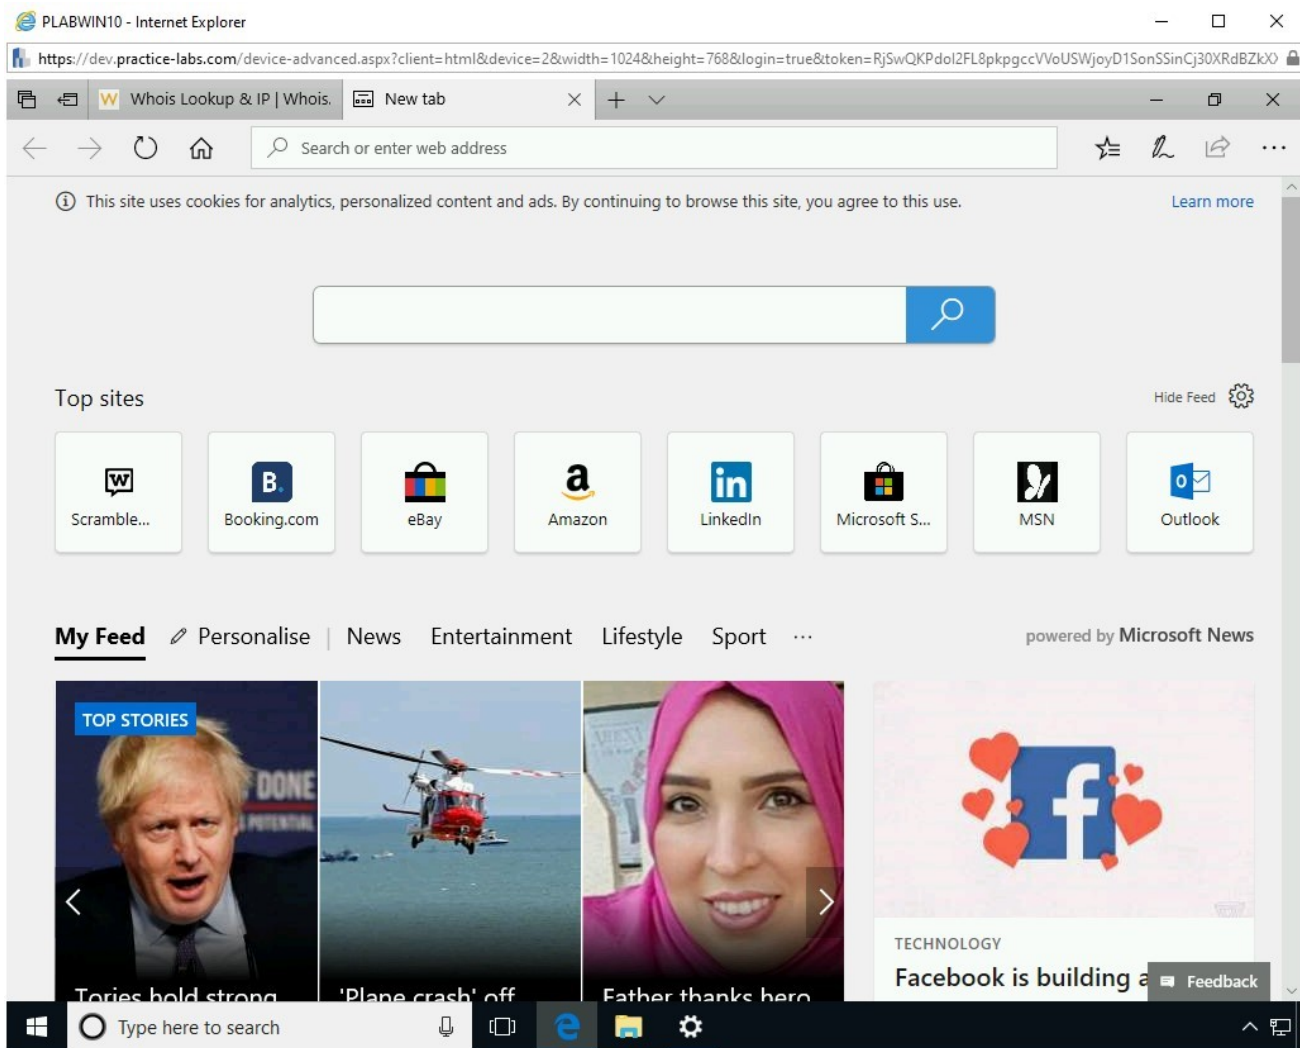 PLABWIN10 - Internet Explorer
https://dev.practice-labs.com/device-advanced.aspx?client=html&device=2&width=1024&height=768&login=true&token=RjSwQKPdoI2FL8pkpgccVVoUSWjoyD1SonSSinCj30XRdBZkX
Whois Lookup & IP | Whois.
New tab
Search or enter web address
This site uses cookies for analytics, personalized content and ads. By continuing to browse this site, you agree to this use.
Learn more
Top sites
Hide Feed
Scramble...
Booking.com
eBay
Amazon
LinkedIn
Microsoft S...
MSN
Outlook
My Feed
Personalise
News
Entertainment
Lifestyle
Sport
...
powered by Microsoft News
TOP STORIES
DONE
POTENTIAL
Tories hold strong
'Plane crash' off
Father thanks hero
TECHNOLOGY
Facebook is building a
Feedback
Type here to search